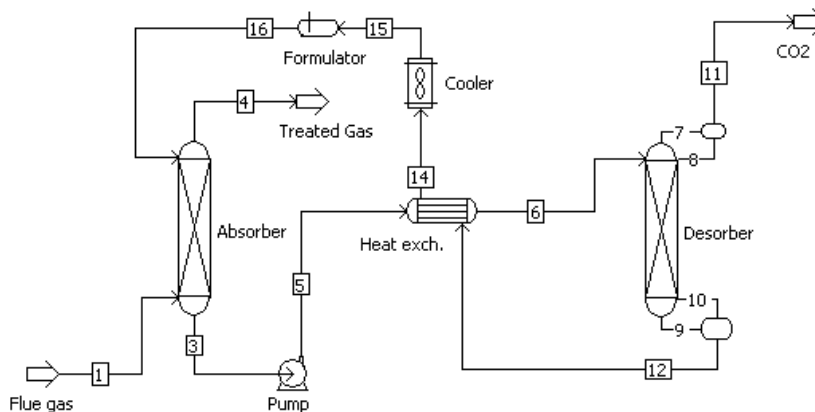 16
15
Formulator
CO2
11
Cooler
4
Treated Gas
7
8
14
6
Absorber
Heat exch.
Desorber
5
10
3
9
1
12
Flue gas
Pump